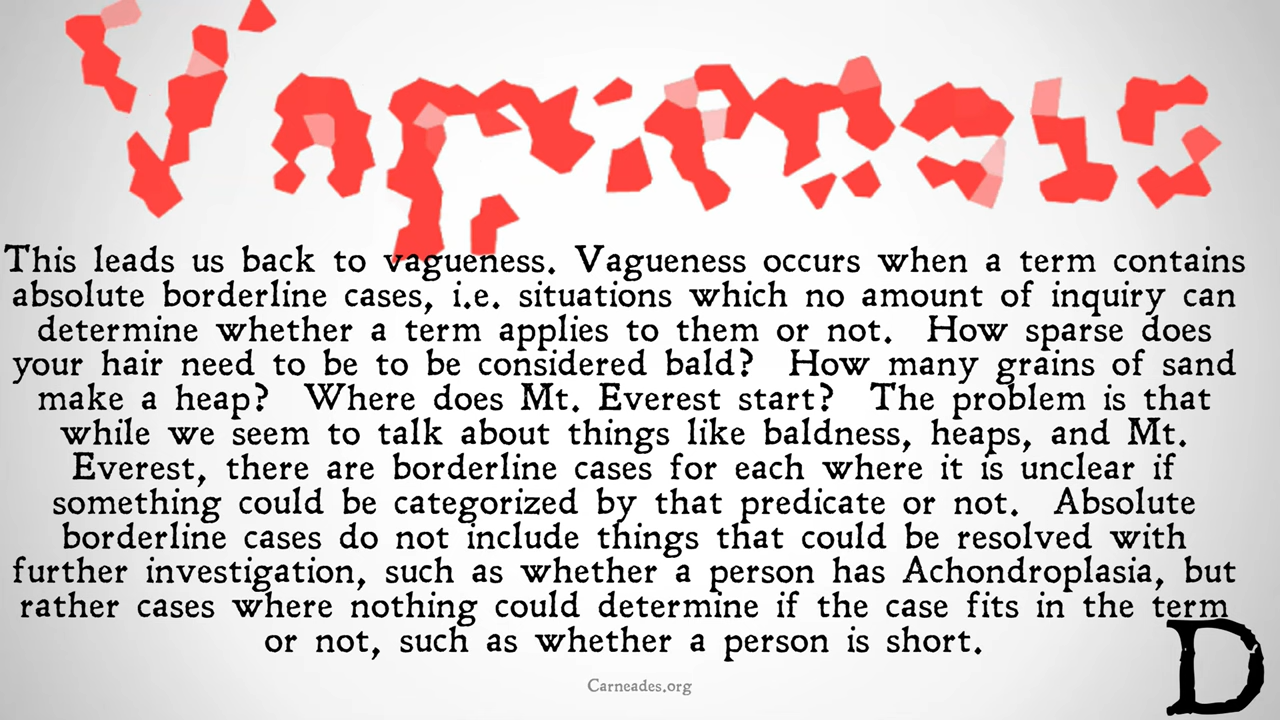 Vagueness
This leads us back to vagueness. Vagueness occurs when a term contains
absolute borderline cases, i.e. situations which no amount of inquiry can
determine whether a term applies to them or not. How sparse does
your hair need to be to be considered bald? How many grains of sand
make a heap? Where does Mt. Everest start? The problem is that
while we seem to talk about things like baldness, heaps, and Mt.
Everest, there are borderline cases for each where it is unclear if
something could be categorized by that predicate or not. Absolute
borderline cases do not include things that could be resolved with
further investigation, such as whether a person has Achondroplasia, but
rather cases where nothing could determine if the case fits in the term
or not, such as whether a person is short.
Carneades.org
D